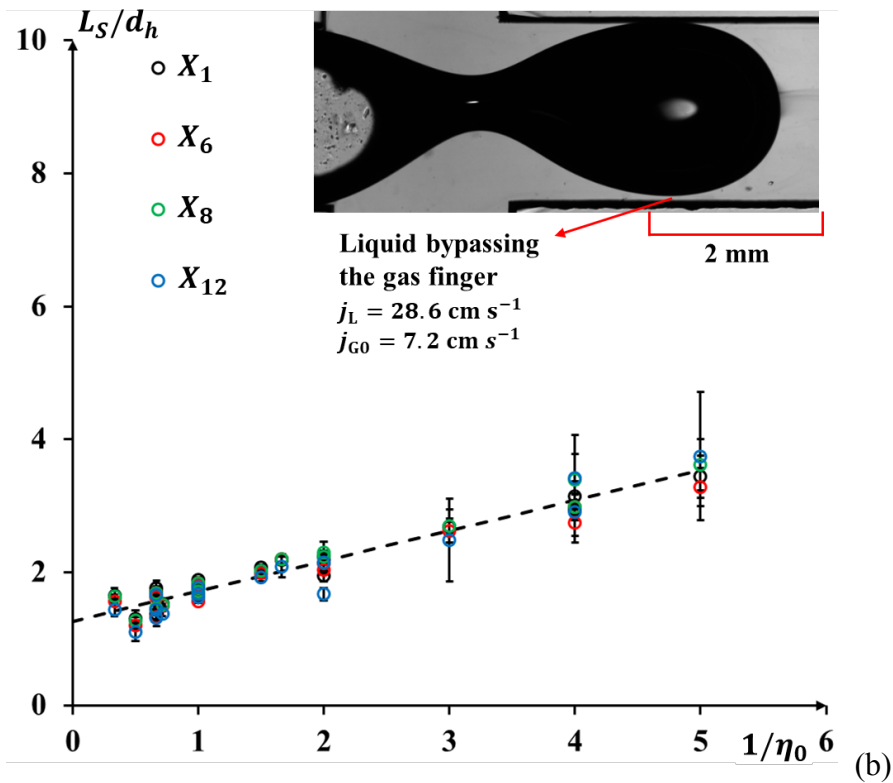 10
L_S/d_h
X_1
X_6
X_8
X_12
8
6
4
2
0
Liquid bypassing
the gas finger
j_L = 28.6 cm s⁻¹
j_G0 = 7.2 cm s⁻¹
2 mm
0 1 2 3 4 5 1/η_0 6
(b)